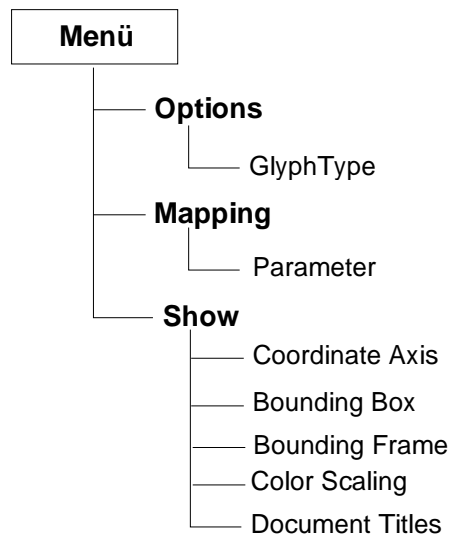 Menü
Options
GlyphType
Mapping
Parameter
Show
Coordinate Axis
Bounding Box
Bounding Frame
Color Scaling
Document Titles